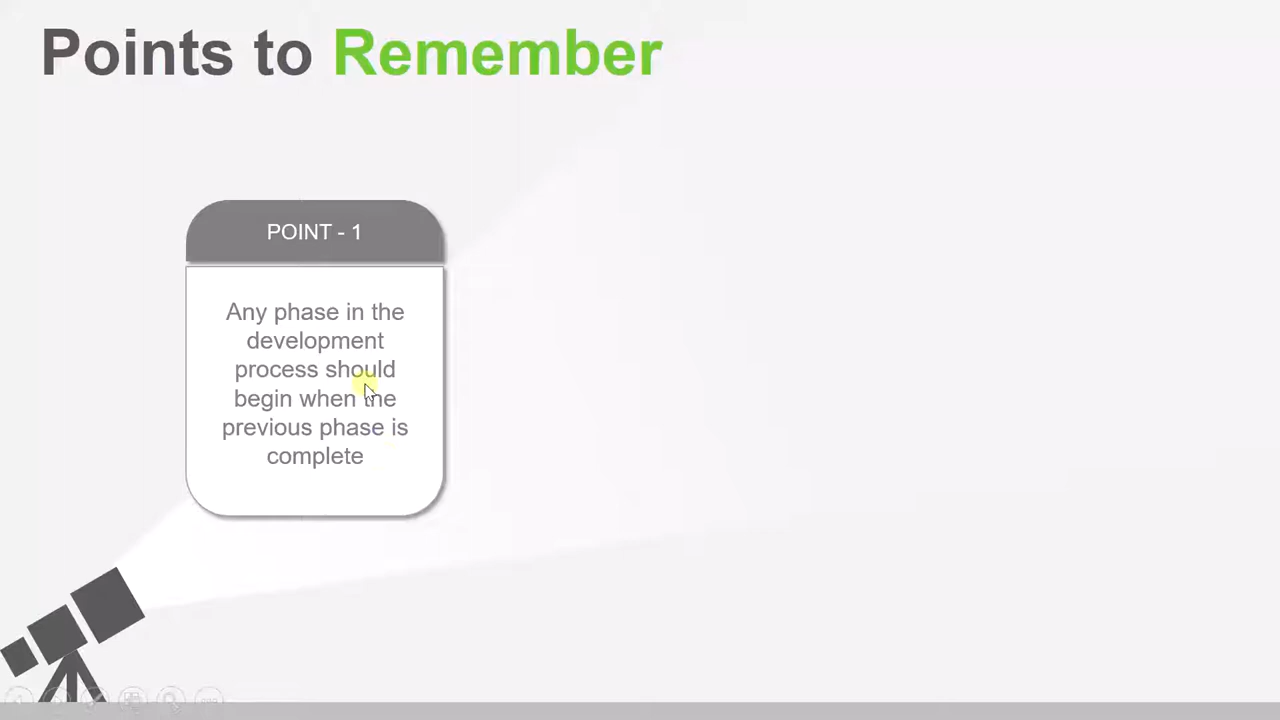 Points to Remember
POINT - 1
Any phase in the
development
process should
begin when the
previous phase is
complete